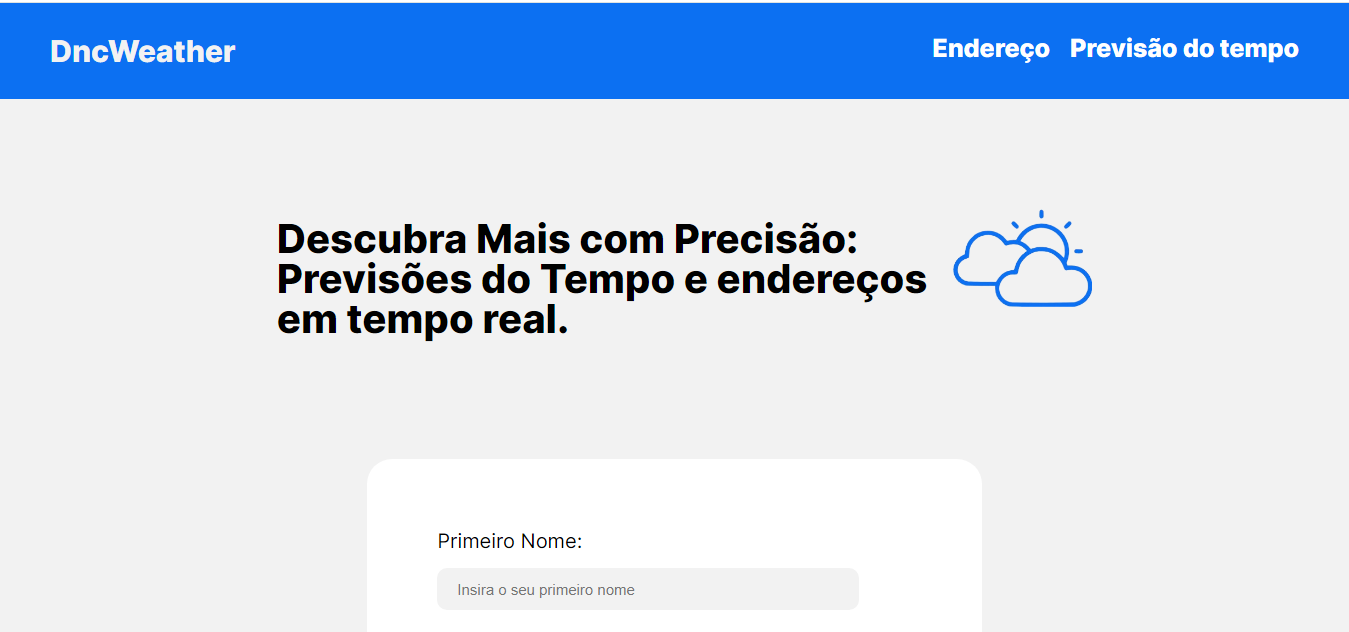 DncWeather
Endereço
Previsão do tempo
Descubra Mais com Precisão:
Previsões do Tempo e endereços
em tempo real.
Primeiro Nome:
Insira o seu primeiro nome